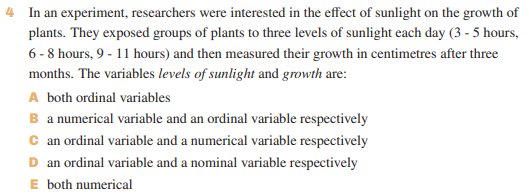 4 In an experiment, researchers were interested in the effect of sunlight on the growth of
plants. They exposed groups of plants to three levels of sunlight each day (3 - 5 hours,
6 - 8 hours, 9 - 11 hours) and then measured their growth in centimetres after three
months. The variables levels of sunlight and growth are:
A both ordinal variables
B a numerical variable and an ordinal variable respectively
C an ordinal variable and a numerical variable respectively
D an ordinal variable and a nominal variable respectively
E both numerical